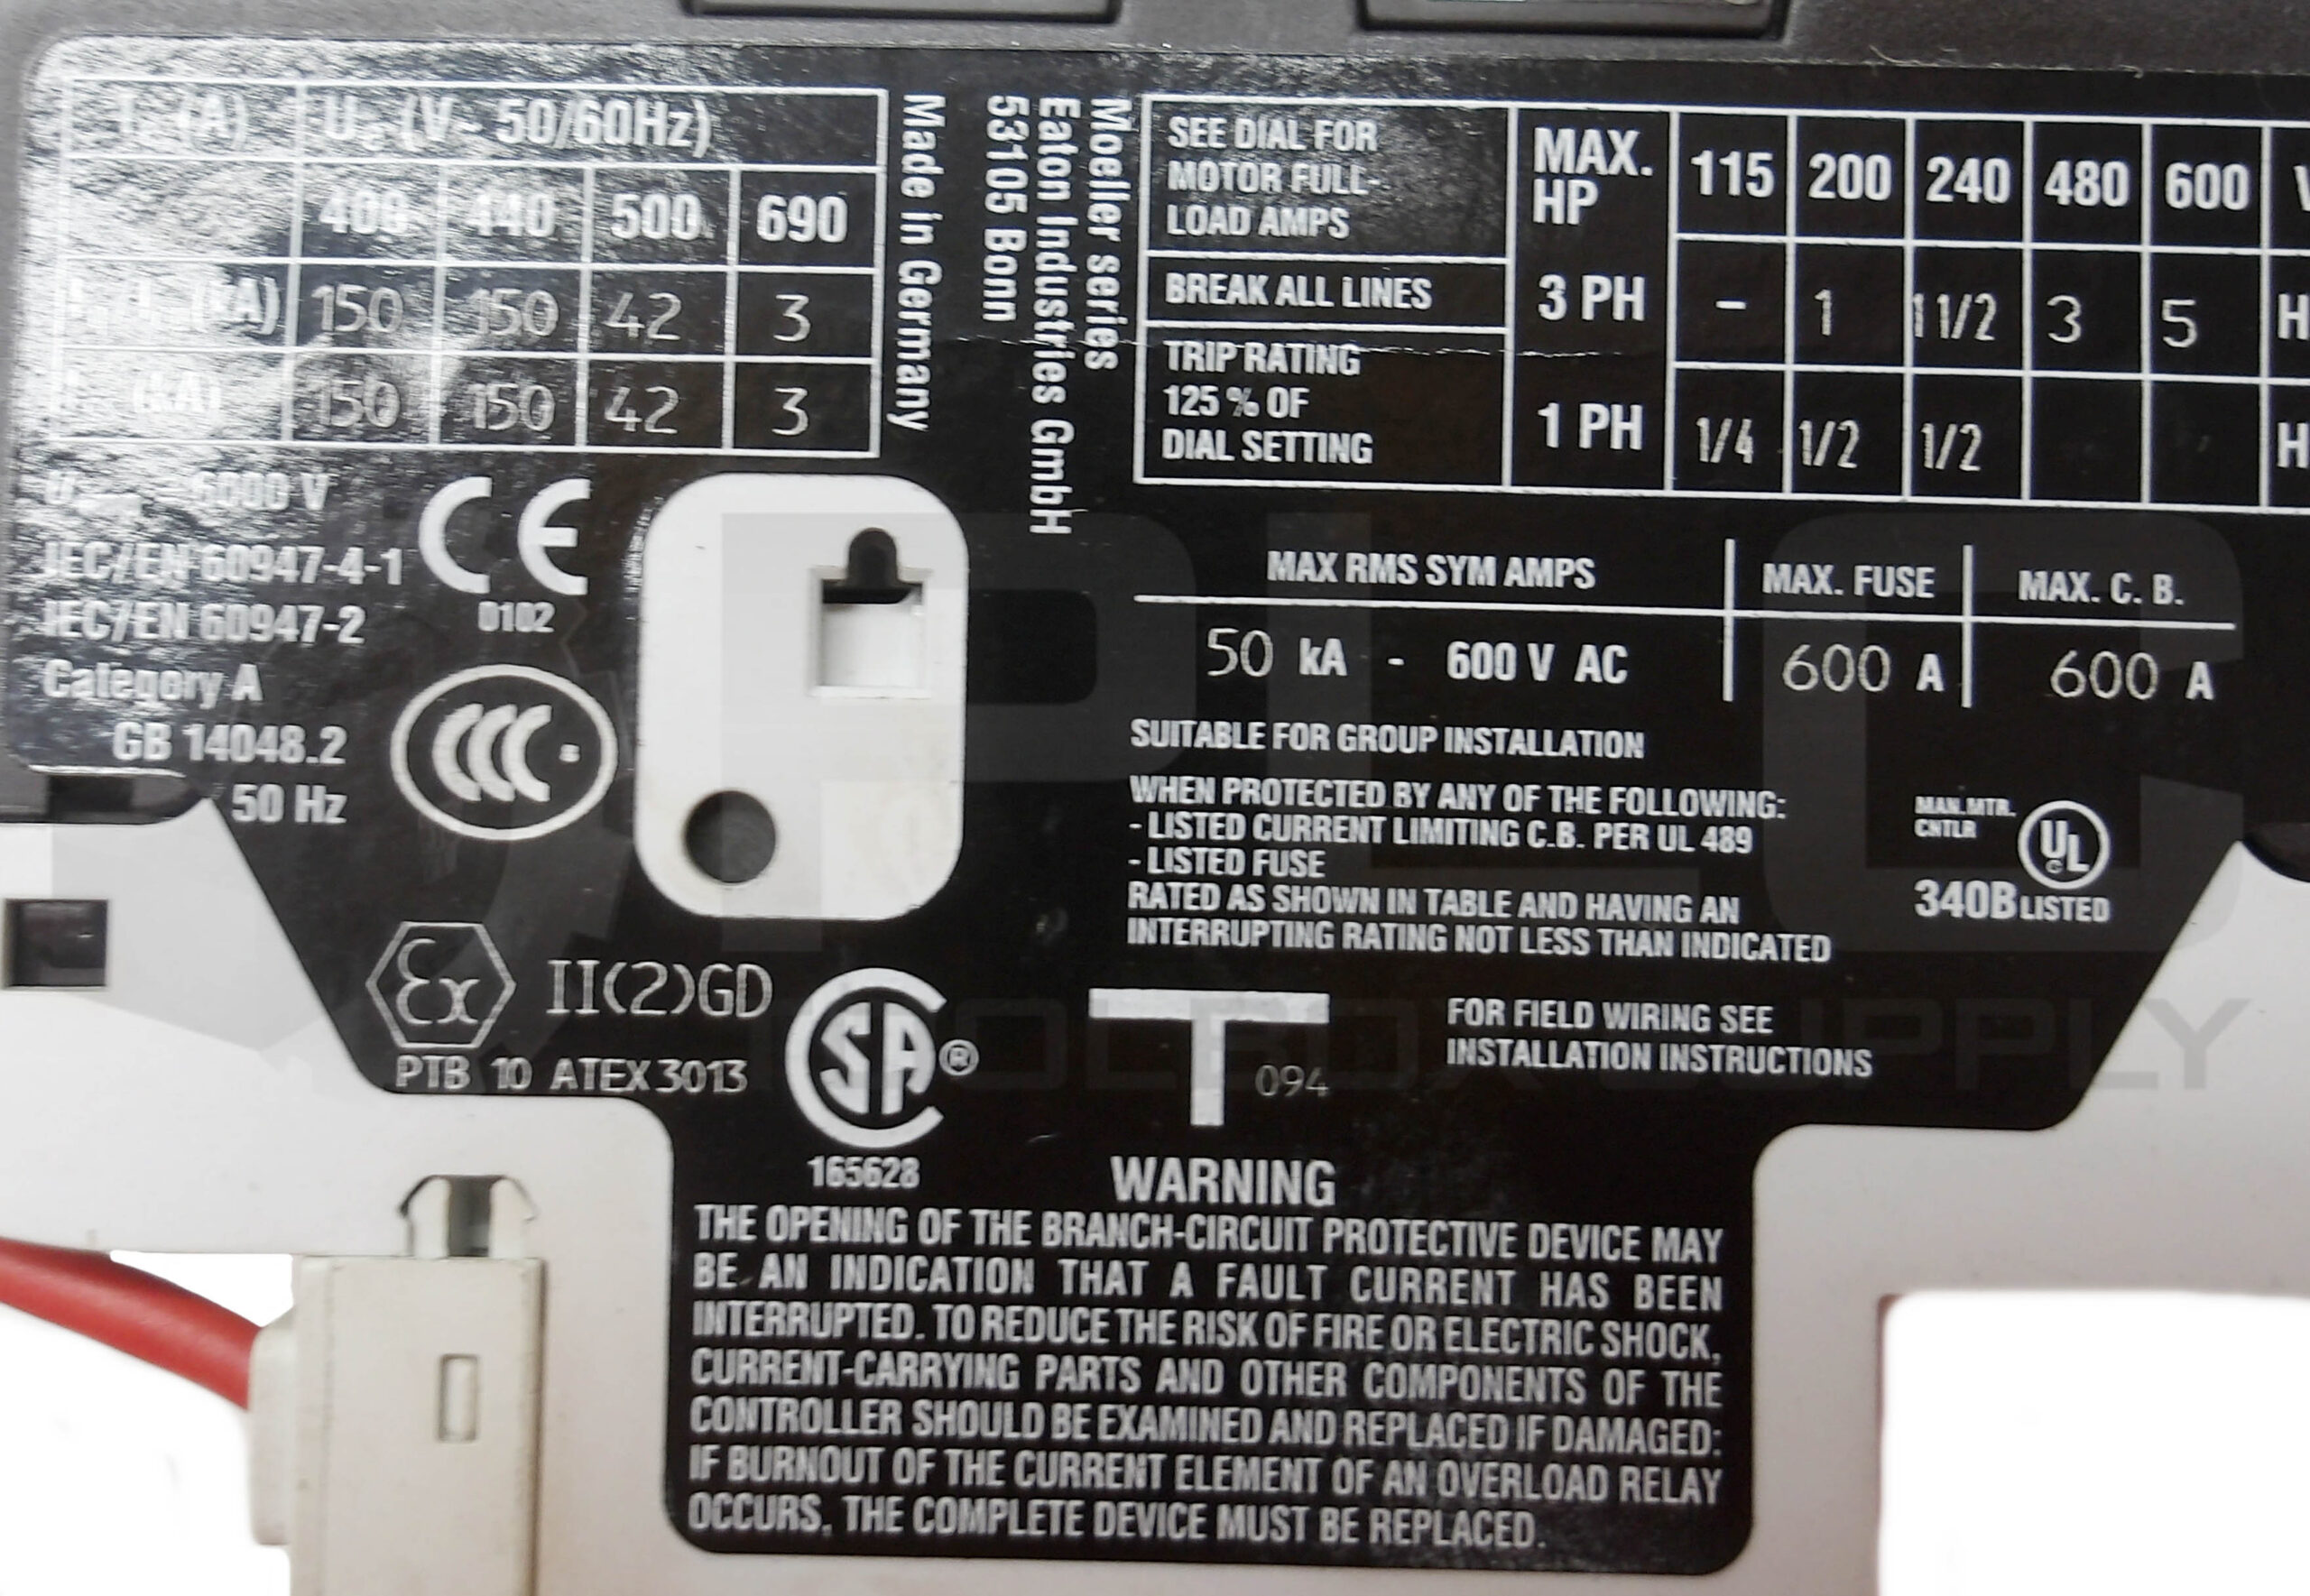 (A) U (V~ 50/60Hz)
400 440 500 690
150 150 42 3
(kA) 150 150 42 3
6000 V
IEC/EN 60947-4-1
IEC/EN 60947-2
Category A
GB 14048.2
50 Hz
CE
0102
CCC
Ex II(2)GD
PTB 10 ATEX 3013
Made in Germany
Moeller series
Eaton Industries GmbH
53105 Bonn
SEE DIAL FOR
MOTOR FULL-
LOAD AMPS
BREAK ALL LINES
TRIP RATING
125 % OF
DIAL SETTING
MAX. HP 115 200 240 480 600 V
3 PH - 1 1 1/2 3 5 H
1 PH 1/4 1/2 1/2 H
MAX RMS SYM AMPS MAX. FUSE MAX. C. B.
50 kA - 600 V AC 600 A 600 A
SUITABLE FOR GROUP INSTALLATION
WHEN PROTECTED BY ANY OF THE FOLLOWING:
- LISTED CURRENT LIMITING C.B. PER UL 489
- LISTED FUSE
RATED AS SHOWN IN TABLE AND HAVING AN
INTERRUPTING RATING NOT LESS THAN INDICATED
MAN. MTR.
CNTLR
UL
C
340B LISTED
SA ®
165628
T 094
FOR FIELD WIRING SEE
INSTALLATION INSTRUCTIONS
WARNING
THE OPENING OF THE BRANCH-CIRCUIT PROTECTIVE DEVICE MAY
BE AN INDICATION THAT A FAULT CURRENT HAS BEEN
INTERRUPTED. TO REDUCE THE RISK OF FIRE OR ELECTRIC SHOCK,
CURRENT-CARRYING PARTS AND OTHER COMPONENTS OF THE
CONTROLLER SHOULD BE EXAMINED AND REPLACED IF DAMAGED:
IF BURNOUT OF THE CURRENT ELEMENT OF AN OVERLOAD RELAY
OCCURS, THE COMPLETE DEVICE MUST BE REPLACED.
PLC
TOOLBOX SUPPLY